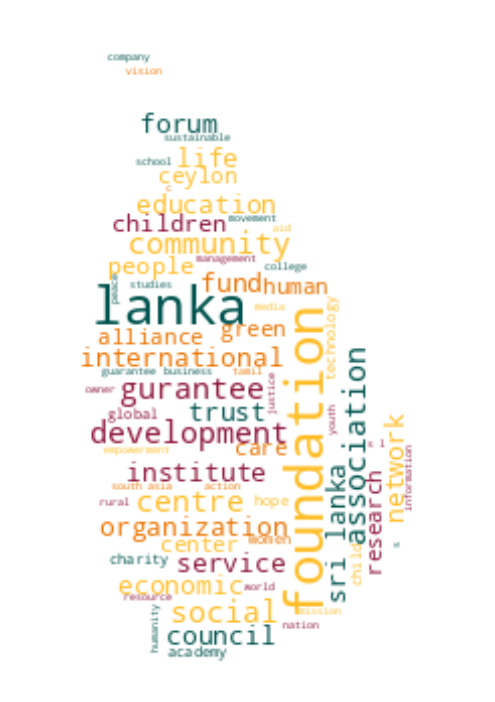 company
vision
forum
sustainable
school life
ceylon
c
education
children movement
aid
community
management
people college
peace studies
fund human
lanka
media
technology
foundation
green
alliance
international
guarantee business tamil
owner gurantee justice
global trust youth
development
association
network
s l
empowerment care
institute
information
research
sri lanka
south asia action
rural centre hope
organization
women
center
s
charity service
child
economic world
resource
social mission
humanity
nation
council
academy